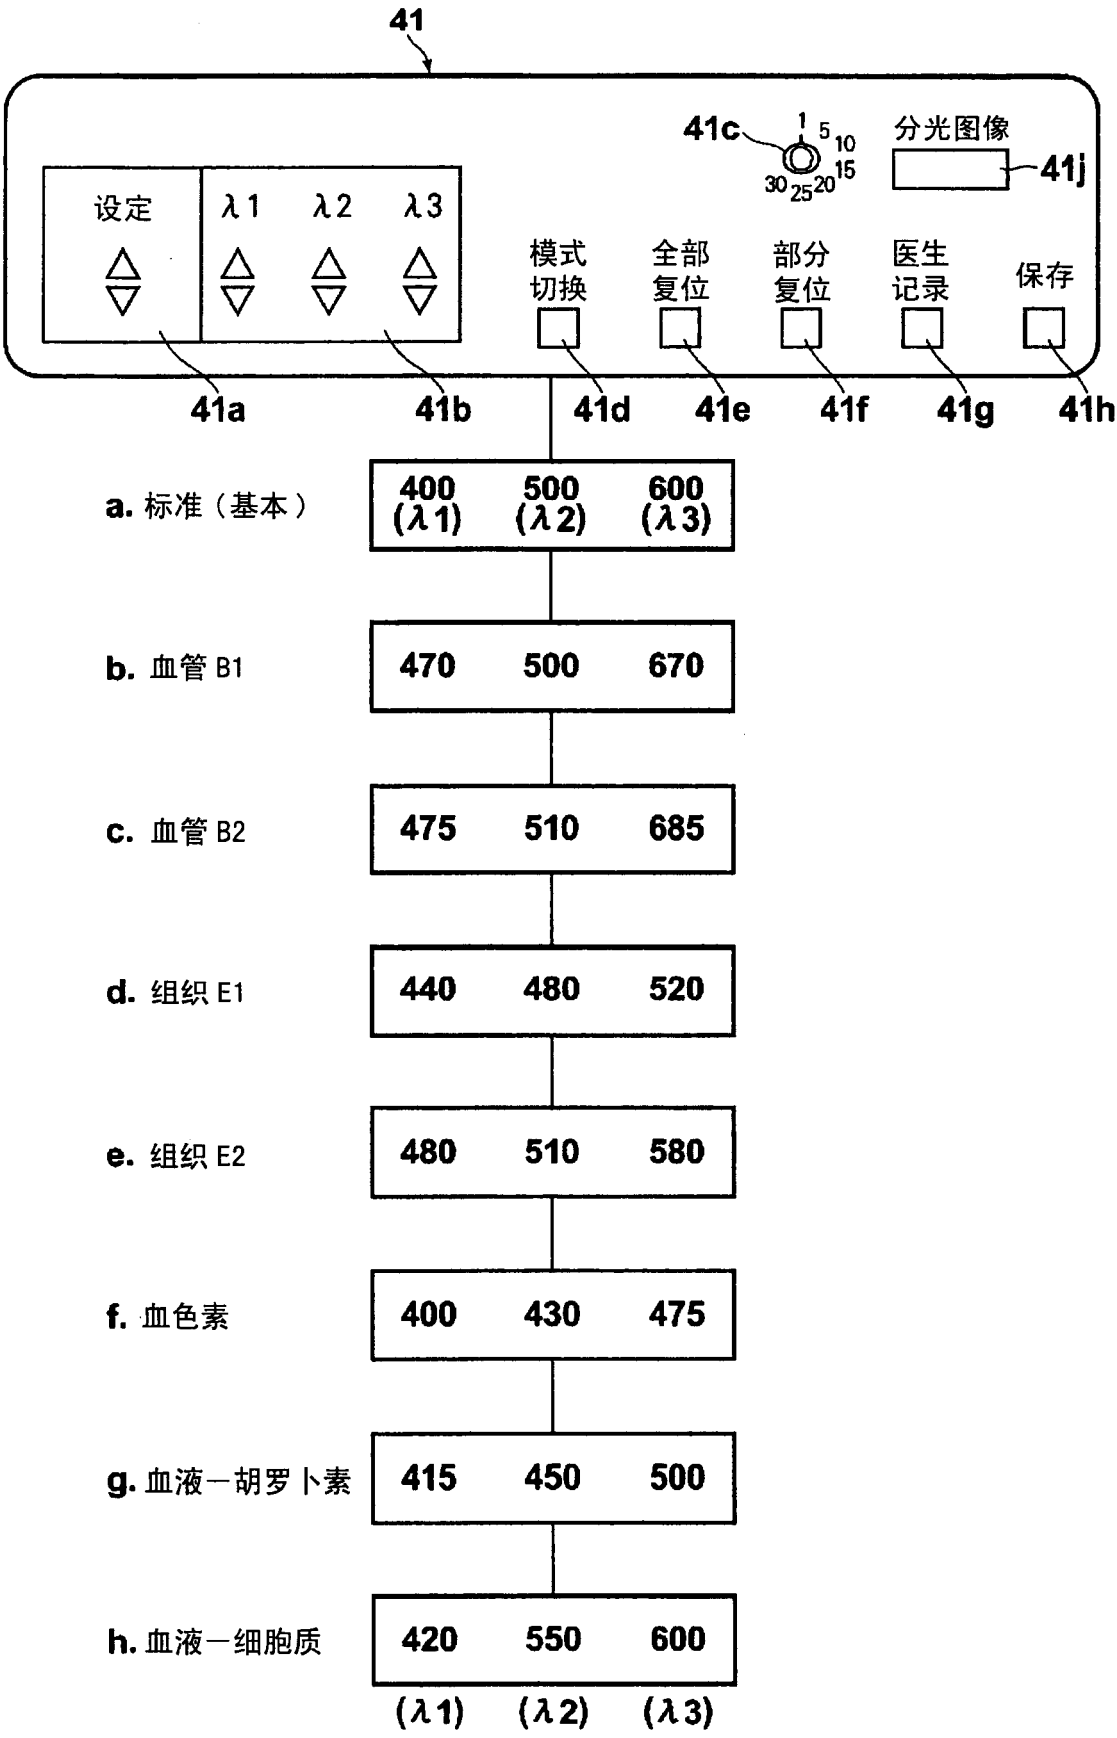 41
41c
1
5
10
15
20
25
30
分光图像
41j
设定 λ1 λ2 λ3
模式
切换
全部
复位
部分
复位
医生
记录
保存
41a 41b 41d 41e 41f 41g 41h
a. 标准（基本） 400 500 600
(λ1) (λ2) (λ3)
b. 血管 B1 470 500 670
c. 血管 B2 475 510 685
d. 组织 E1 440 480 520
e. 组织 E2 480 510 580
f. 血色素 400 430 475
g. 血液－胡罗卜素 415 450 500
h. 血液－细胞质 420 550 600
(λ1) (λ2) (λ3)